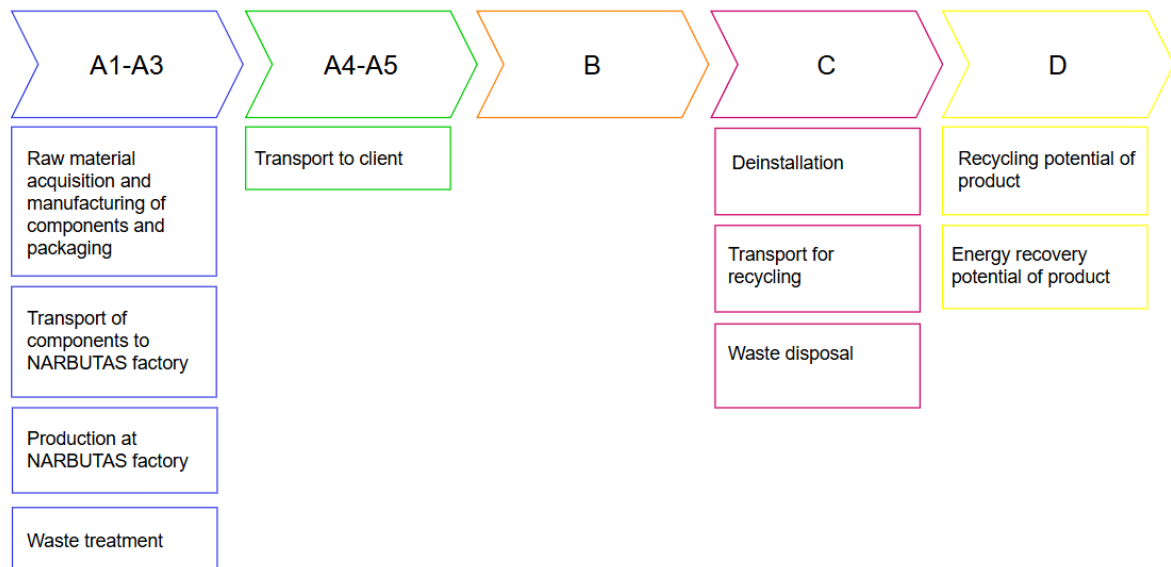 A1-A3
A4-A5
B
C
D
Raw material
acquisition and
manufacturing of
components and
packaging
Transport of
components to
NARBUTAS factory
Production at
NARBUTAS factory
Waste treatment
Transport to client
Deinstallation
Transport for
recycling
Waste disposal
Recycling potential of
product
Energy recovery
potential of product